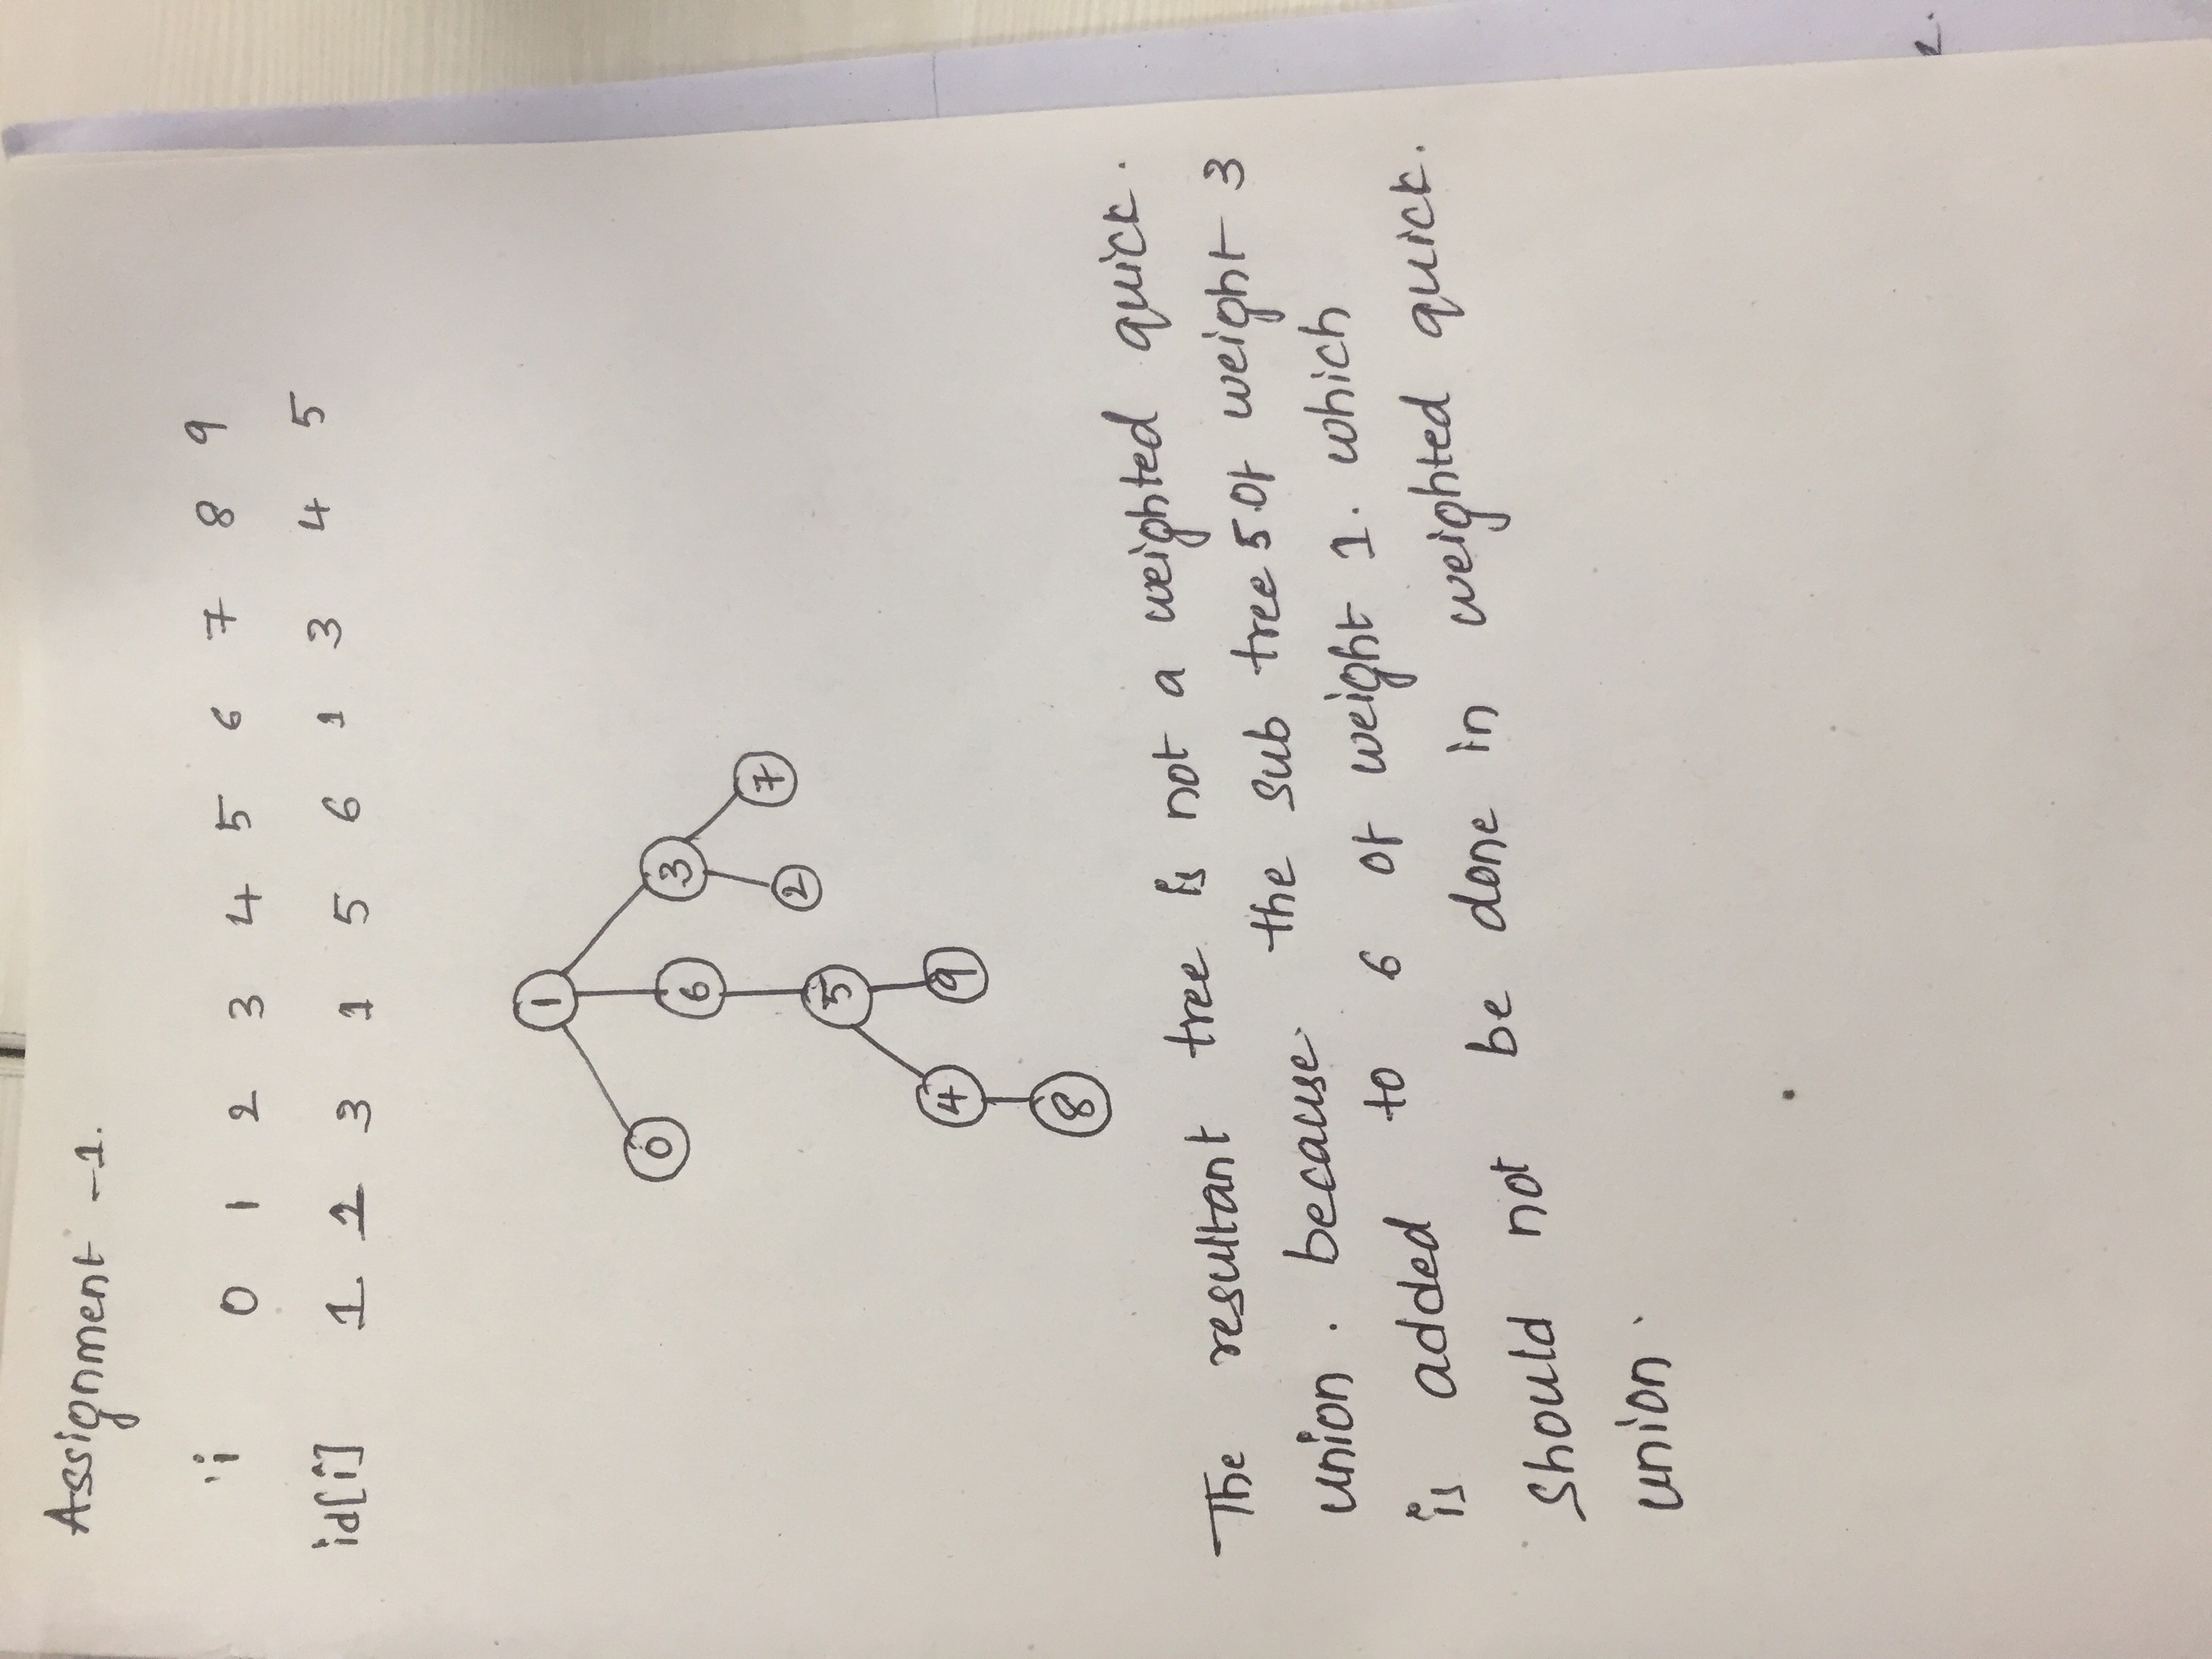 Assignment -1.
i 0 1 2 3 4 5 6 7 8 9
id[i] 1 1 3 1 5 6 1 3 4 5
1
0 6 3
2 7
5
4 9
8
The resultant tree is not a weighted quick.
union. because. the sub tree 5 of weight 3
is added to 6 of weight 1. which
should not be done in weighted quick.
union.